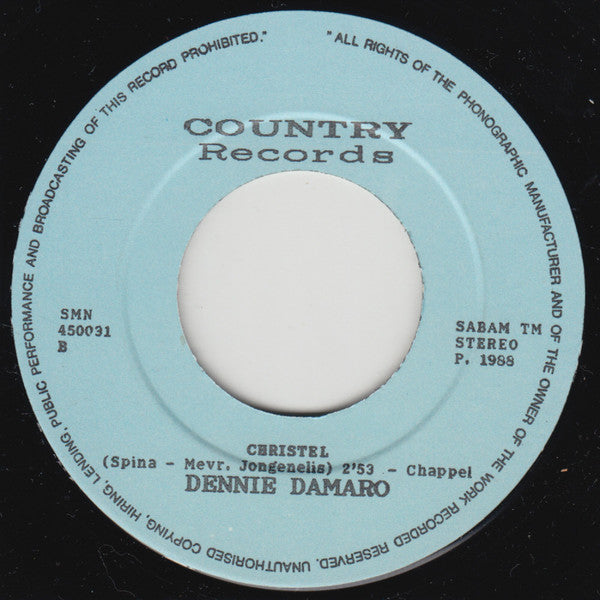 "ALL RIGHTS OF THE PHONOGRAPHIC MANUFACTURER AND OF THE OWNER OF THE WORK RECORDED RESERVED. UNAUTHORISED COPYING, HIRING, LENDING, PUBLIC PERFORMANCE AND BROADCASTING OF THIS RECORD PROHIBITED."
COUNTRY
Records
SMN
450031
B
SABAM TM
STEREO
P. 1988
CHRISTEL
(Spina - Mevr. Jongenelis) 2'53 - Chappel
DENNIE DAMARO